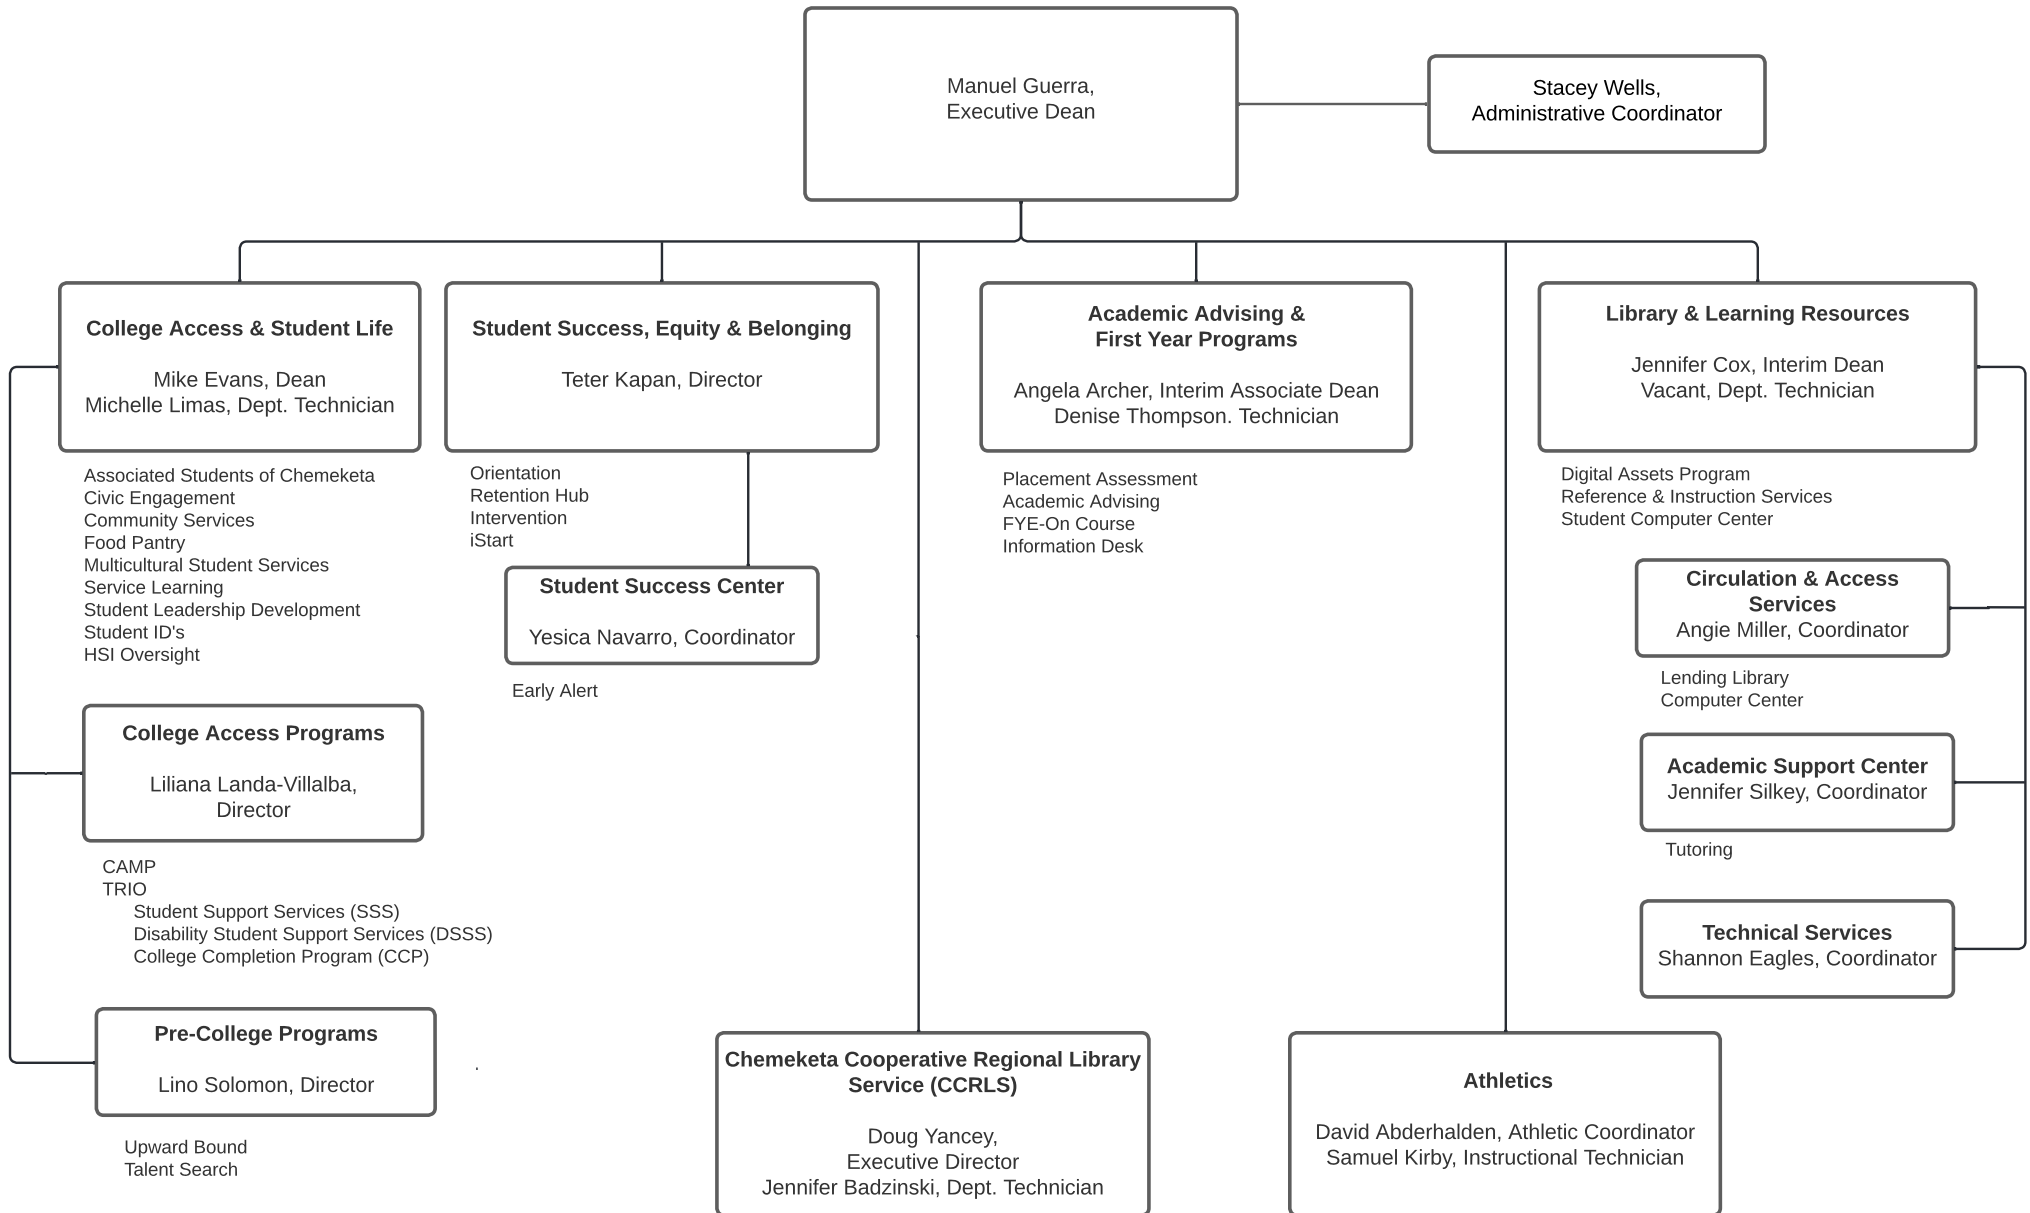 Manuel Guerra,
Executive Dean
Stacey Wells,
Administrative Coordinator
College Access & Student Life
Mike Evans, Dean
Michelle Limas, Dept. Technician
Associated Students of Chemeketa
Civic Engagement
Community Services
Food Pantry
Multicultural Student Services
Service Learning
Student Leadership Development
Student ID's
HSI Oversight
College Access Programs
Liliana Landa-Villalba,
Director
CAMP
TRIO
Student Support Services (SSS)
Disability Student Support Services (DSSS)
College Completion Program (CCP)
Pre-College Programs
Lino Solomon, Director
Upward Bound
Talent Search
Student Success, Equity & Belonging
Teter Kapan, Director
Orientation
Retention Hub
Intervention
iStart
Student Success Center
Yesica Navarro, Coordinator
Early Alert
Chemeketa Cooperative Regional Library
Service (CCRLS)
Doug Yancey,
Executive Director
Jennifer Badzinski, Dept. Technician
Academic Advising &
First Year Programs
Angela Archer, Interim Associate Dean
Denise Thompson. Technician
Placement Assessment
Academic Advising
FYE-On Course
Information Desk
Athletics
David Abderhalden, Athletic Coordinator
Samuel Kirby, Instructional Technician
Library & Learning Resources
Jennifer Cox, Interim Dean
Vacant, Dept. Technician
Digital Assets Program
Reference & Instruction Services
Student Computer Center
Circulation & Access
Services
Angie Miller, Coordinator
Lending Library
Computer Center
Academic Support Center
Jennifer Silkey, Coordinator
Tutoring
Technical Services
Shannon Eagles, Coordinator